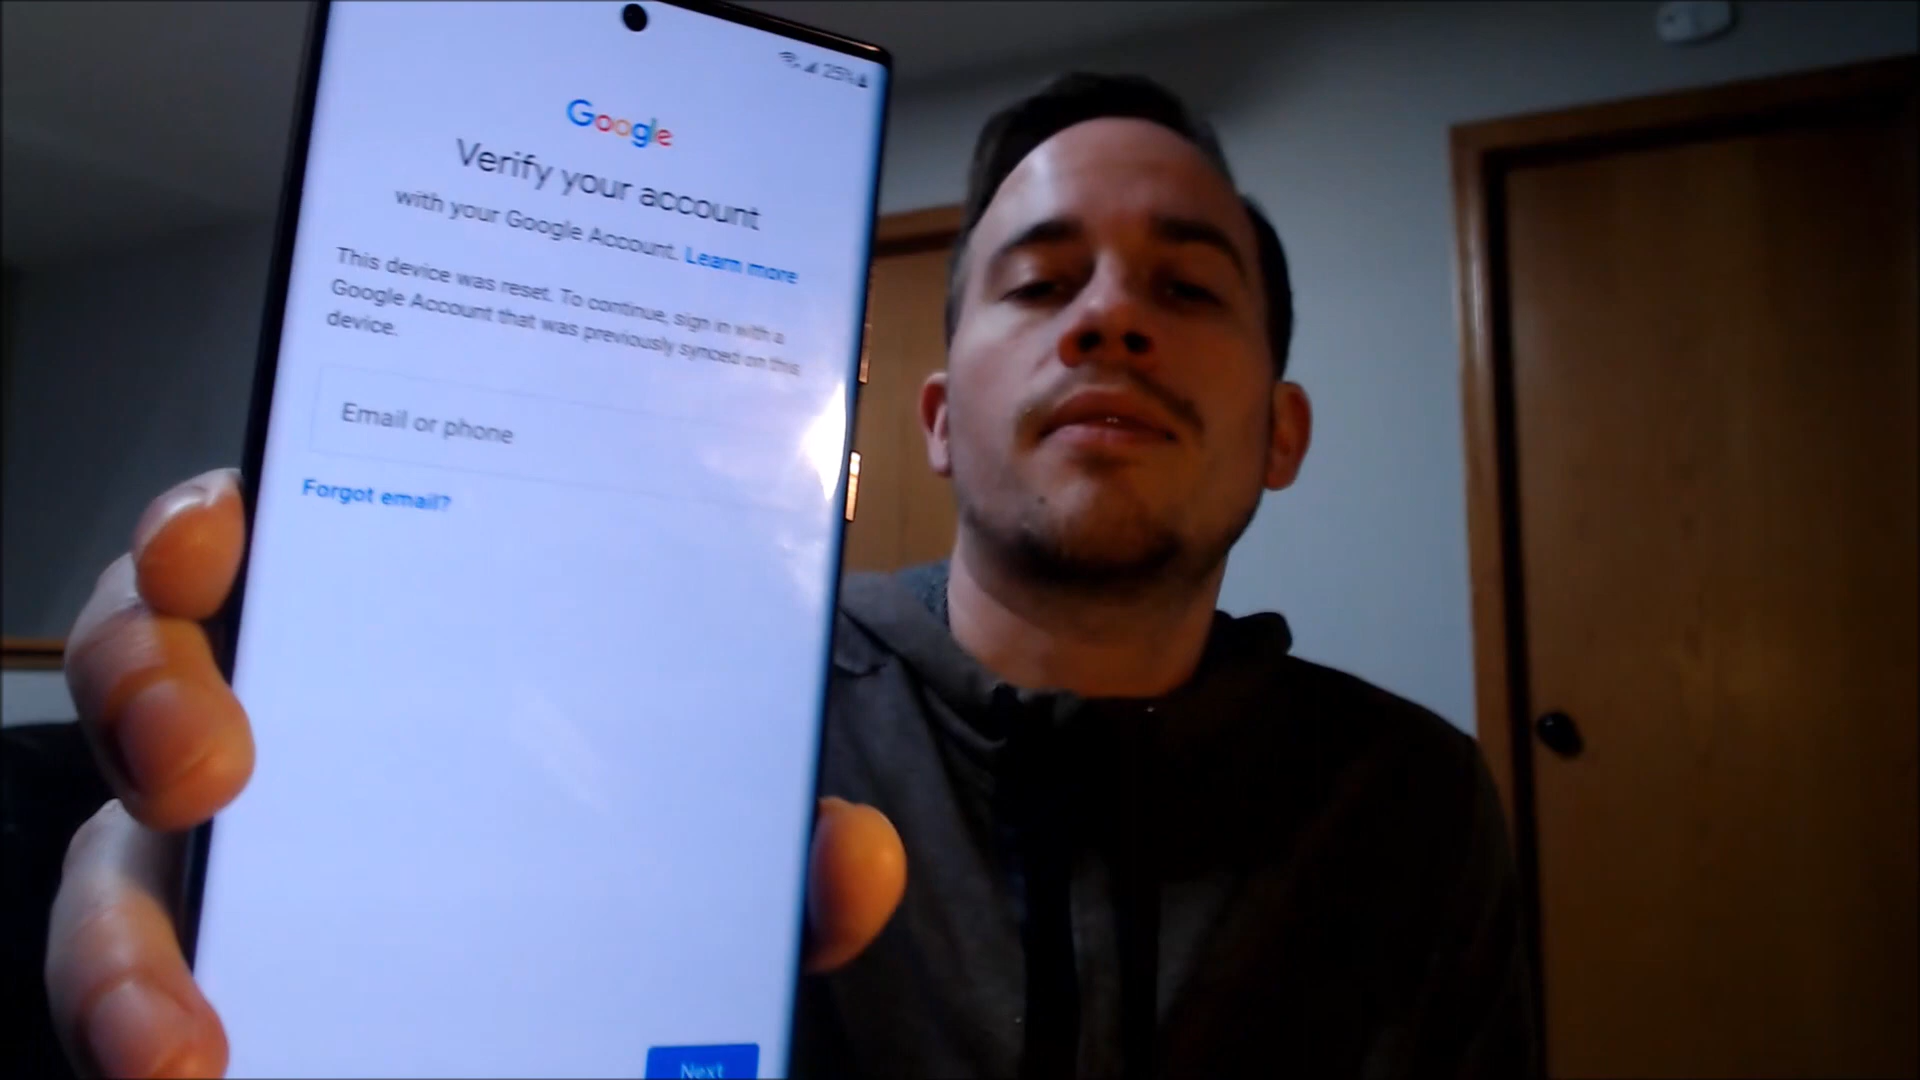 25%
Google
Verify your account
with your Google Account. Learn more
This device was reset. To continue, sign in with a
Google Account that was previously synced on this
device.
Email or phone
Forgot email?
Next